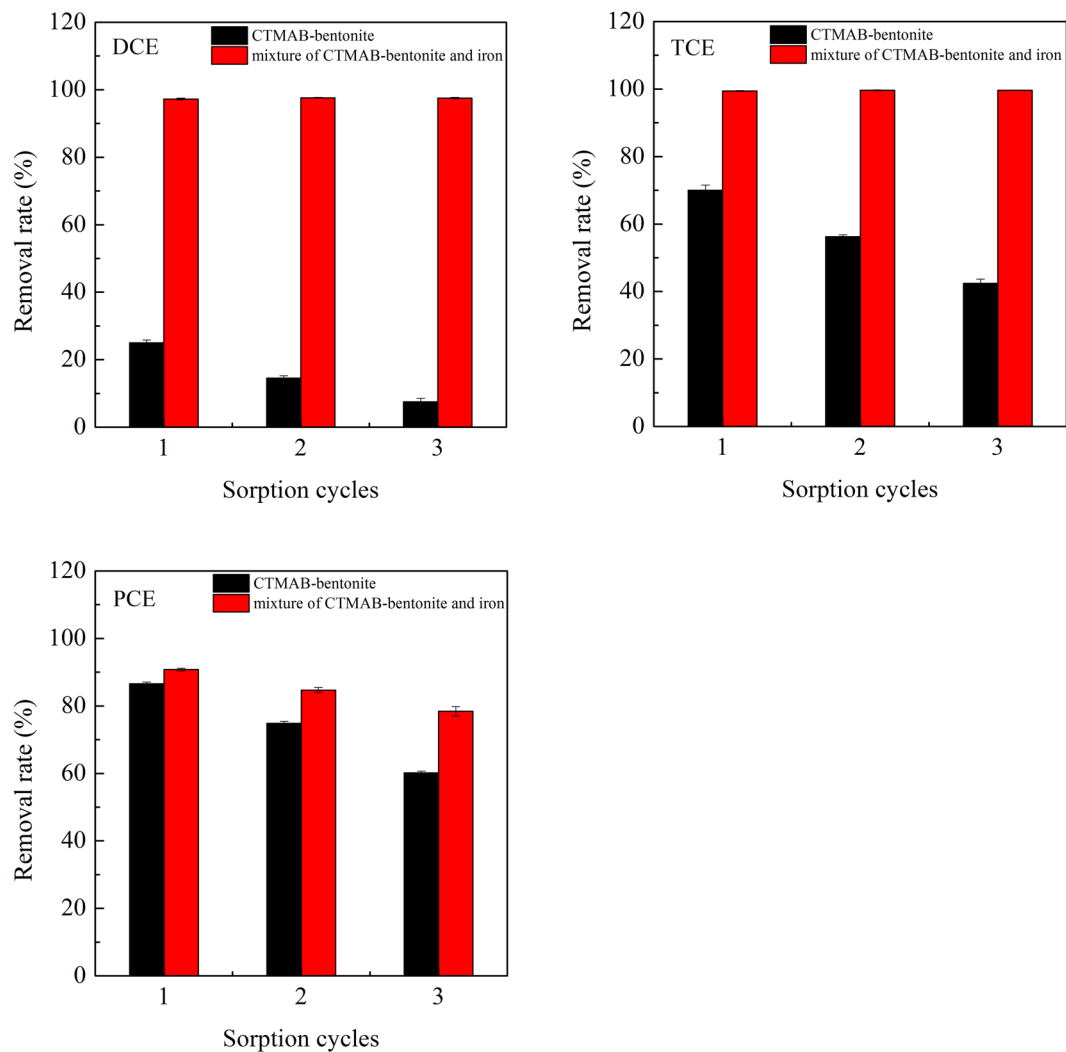 120
100
80
60
40
20
0
Removal rate (%)
DCE
CTMAB-bentonite
mixture of CTMAB-bentonite and iron
1 2 3
Sorption cycles
120
100
80
60
40
20
0
Removal rate (%)
TCE
CTMAB-bentonite
mixture of CTMAB-bentonite and iron
1 2 3
Sorption cycles
120
100
80
60
40
20
0
Removal rate (%)
PCE
CTMAB-bentonite
mixture of CTMAB-bentonite and iron
1 2 3
Sorption cycles